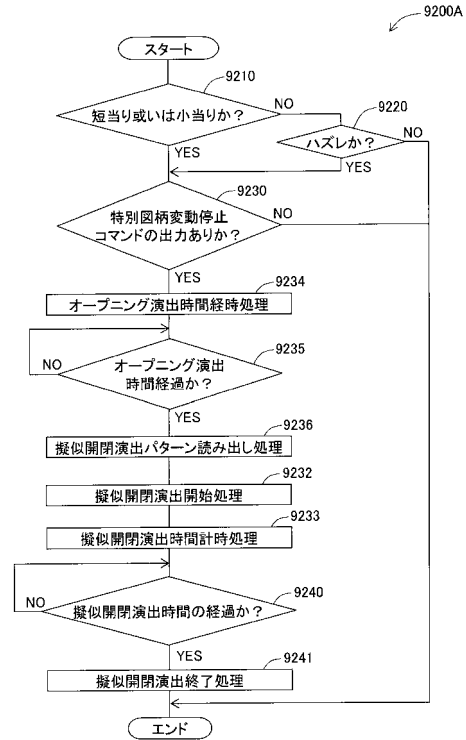 9200A
スタート
9210
短当り或いは小当りか？
NO
9220
ハズレか？
NO
YES
YES
9230
特別図柄変動停止
コマンドの出力ありか？
NO
YES
9234
オープニング演出時間経時処理
9235
NO
オープニング演出
時間経過か？
YES
9236
擬似開閉演出パターン読み出し処理
9232
擬似開閉演出開始処理
9233
擬似開閉演出時間計時処理
9240
NO
擬似開閉演出時間の経過か？
YES
9241
擬似開閉演出終了処理
エンド